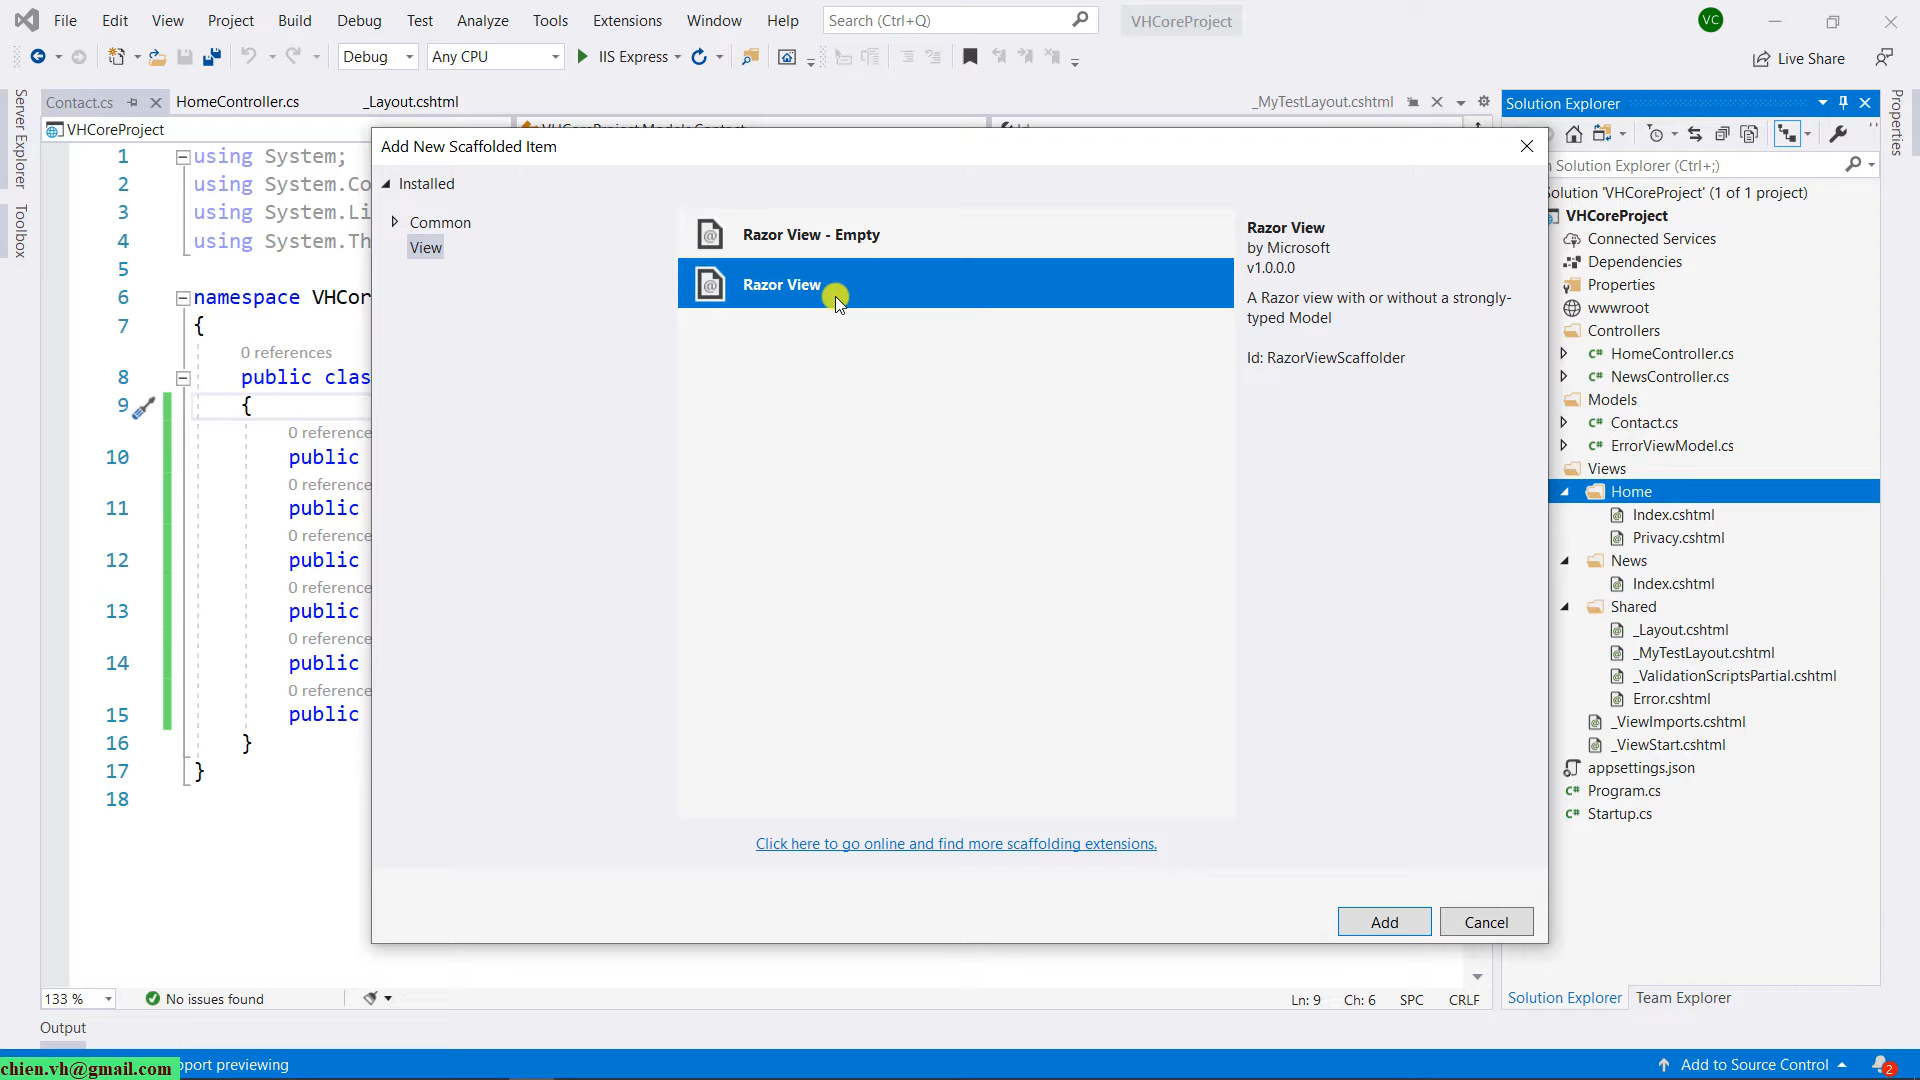 File Edit View Project Build Debug Test Analyze Tools Extensions Window Help Search (Ctrl+Q) VHCoreProject VC
Debug Any CPU IIS Express Live Share
Server Explorer
Toolbox
Contact.cs HomeController.cs _Layout.cshtml _MyTestLayout.cshtml
VHCoreProject
1 using System;
2 using System.Co
3 using System.Li
4 using System.Th
5
6 namespace VHCor
7 {
0 references
8 public clas
9 {
0 reference
10 public
0 reference
11 public
0 reference
12 public
0 reference
13 public
0 reference
14 public
0 reference
15 public
16 }
17 }
18
Add New Scaffolded Item
Installed
Common
View
Razor View - Empty
Razor View
Razor View
by Microsoft
v1.0.0.0
A Razor view with or without a strongly-
typed Model
Id: RazorViewScaffolder
Click here to go online and find more scaffolding extensions.
Add Cancel
Solution Explorer
Solution Explorer (Ctrl+;)
Solution 'VHCoreProject' (1 of 1 project)
VHCoreProject
Connected Services
Dependencies
Properties
wwwroot
Controllers
C# HomeController.cs
C# NewsController.cs
Models
C# Contact.cs
C# ErrorViewModel.cs
Views
Home
Index.cshtml
Privacy.cshtml
News
Index.cshtml
Shared
_Layout.cshtml
_MyTestLayout.cshtml
_ValidationScriptsPartial.cshtml
Error.cshtml
_ViewImports.cshtml
_ViewStart.cshtml
appsettings.json
C# Program.cs
C# Startup.cs
Properties
133 % No issues found Ln: 9 Ch: 6 SPC CRLF
Solution Explorer Team Explorer
Output
chien.vh@gmail.com port previewing Add to Source Control 2